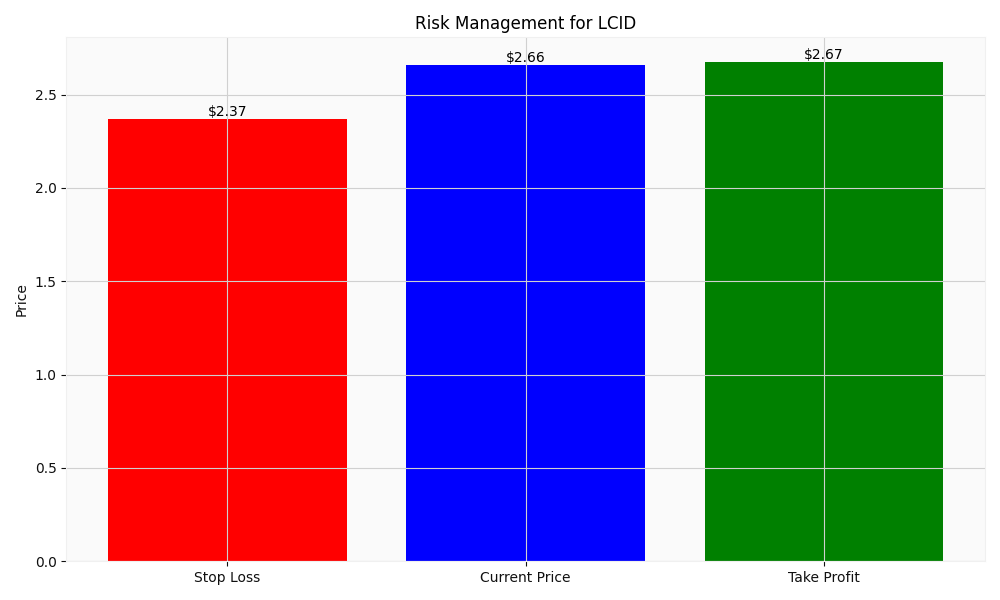 Risk Management for LCID
$2.37
$2.66
$2.67
Price
2.5
2.0
1.5
1.0
0.5
0.0
Stop Loss
Current Price
Take Profit